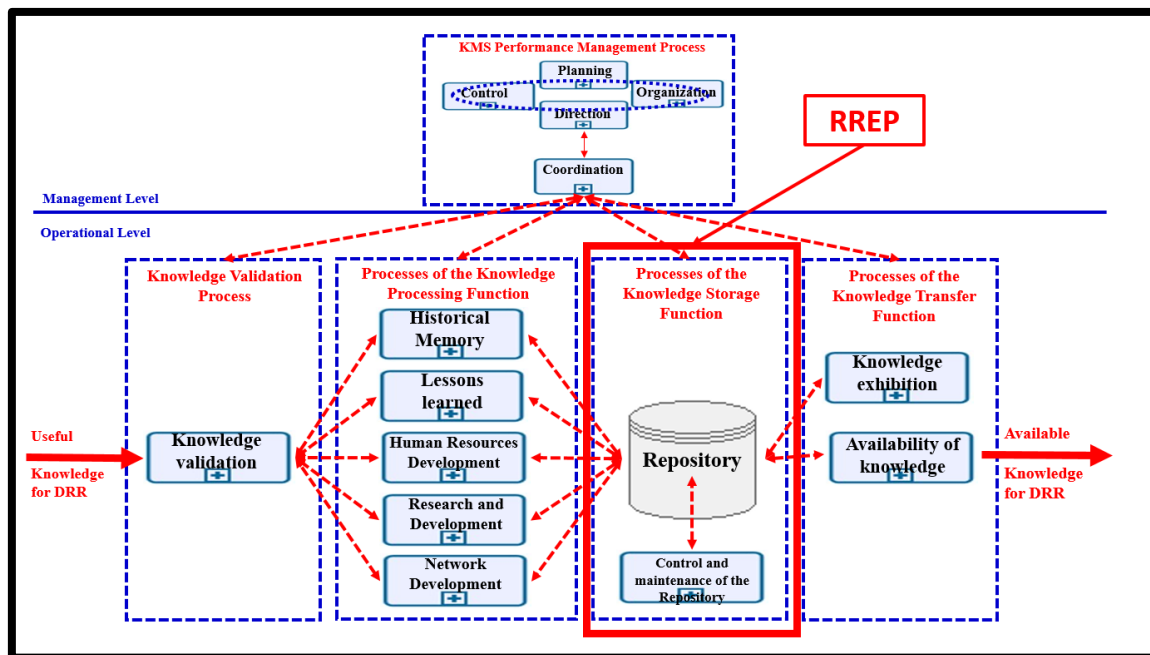 KMS Performance Management Process
Planning
Control
Organization
Direction
RREP
Coordination
Management Level
Operational Level
Knowledge Validation
Process
Processes of the Knowledge
Processing Function
Processes of the
Knowledge Storage
Function
Processes of the
Knowledge Transfer
Function
Historical
Memory
Lessons
learned
Human Resources
Development
Research and
Development
Network
Development
Useful
Knowledge
for DRR
Knowledge
validation
Repository
Control and
maintenance of the
Repository
Knowledge
exhibition
Availability of
knowledge
Available
Knowledge
for DRR